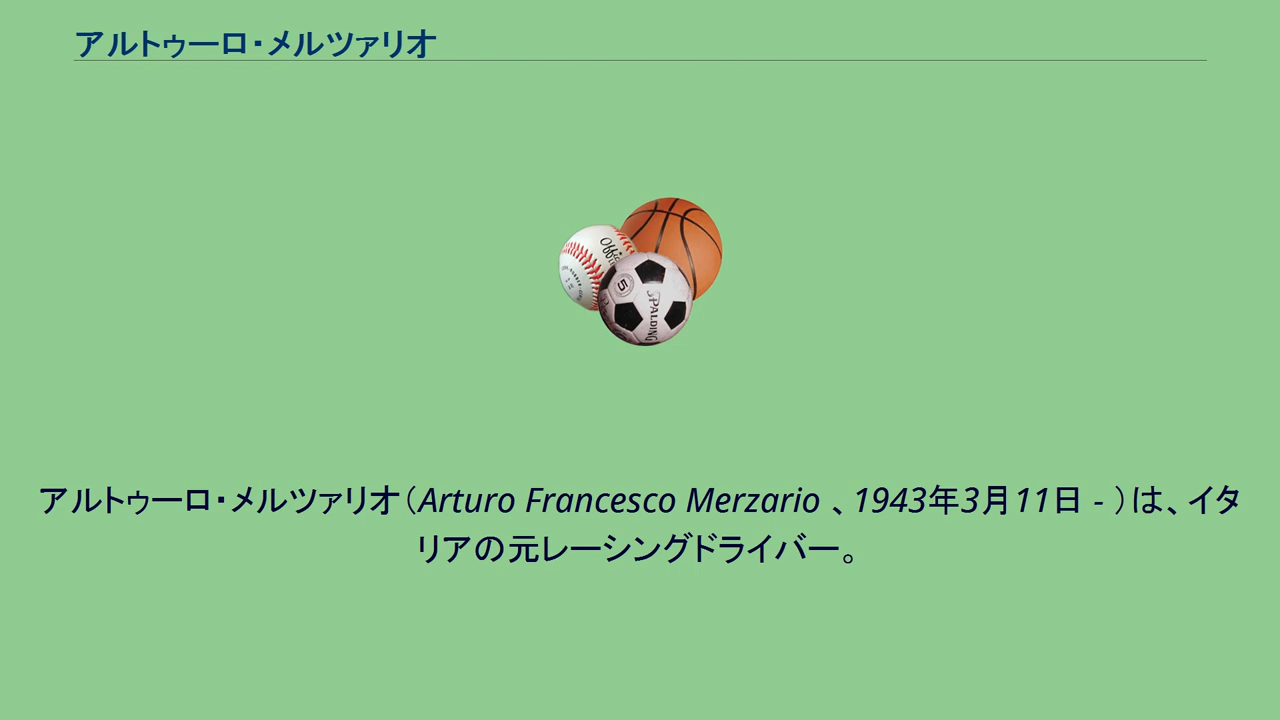 アルトゥーロ・メルツァリオ
Offici
5
SPALDING
アルトゥーロ・メルツァリオ（Arturo Francesco Merzario 、1943年3月11日 - ）は、イタ
リアの元レーシングドライバー。